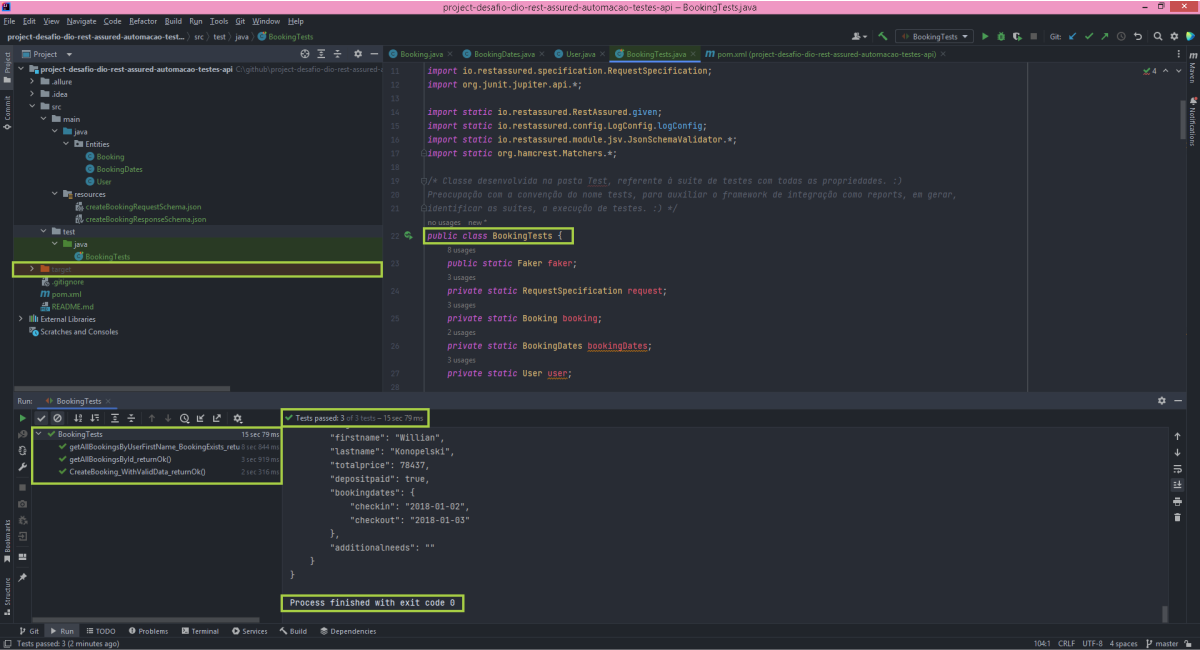 project-desafio-dio-rest-assured-automacao-testes-api – BookingTests.java
File Edit View Navigate Code Refactor Build Run Tools Git Window Help
project-desafio-dio-rest-assured-automacao-test... src test java BookingTests
BookingTests Git:
Project
Booking.java BookingDates.java User.java BookingTests.java pom.xml (project-desafio-dio-rest-assured-automacao-testes-api)
project-desafio-dio-rest-assured-automacao-testes-api C:\github\project-desafio-dio-rest-assured-
.allure
.idea
src
main
java
Entities
Booking
BookingDates
User
resources
createBookingRequestSchema.json
createBookingResponseSchema.json
test
java
BookingTests
target
.gitignore
pom.xml
README.md
External Libraries
Scratches and Consoles
Project
Commit
Bookmarks
Structure
Maven
Notifications
4
11 import io.restassured.specification.RequestSpecification;
12 import org.junit.jupiter.api.*;
13
14 import static io.restassured.RestAssured.given;
15 import static io.restassured.config.LogConfig.logConfig;
16 import static io.restassured.module.jsv.JsonSchemaValidator.*;
17 import static org.hamcrest.Matchers.*;
18
19 /* Classe desenvolvida na pasta Test, referente à suite de testes com todas as propriedades. :)
20 Preocupação com a convenção do nome tests, para auxiliar o framework de integração como reports, em gerar,
21 identificar as suites, a execução de testes. :) */
no usages new *
22 public class BookingTests {
8 usages
23 public static Faker faker;
3 usages
24 private static RequestSpecification request;
3 usages
25 private static Booking booking;
2 usages
26 private static BookingDates bookingDates;
3 usages
27 private static User user;
28
Run: BookingTests
Tests passed: 3 of 3 tests – 15 sec 79 ms
BookingTests 15 sec 79 ms
getAllBookingsByUserFirstName_BookingExists_retu 8 sec 844 ms
getAllBookingsById_returnOk() 3 sec 919 ms
CreateBooking_WithValidData_returnOk() 2 sec 316 ms
"firstname": "Willian",
"lastname": "Konopelski",
"totalprice": 78437,
"depositpaid": true,
"bookingdates": {
"checkin": "2018-01-02",
"checkout": "2018-01-03"
},
"additionalneeds": ""
}
}
Process finished with exit code 0
Git Run TODO Problems Terminal Services Build Dependencies
Tests passed: 3 (2 minutes ago)
104:1 CRLF UTF-8 4 spaces master